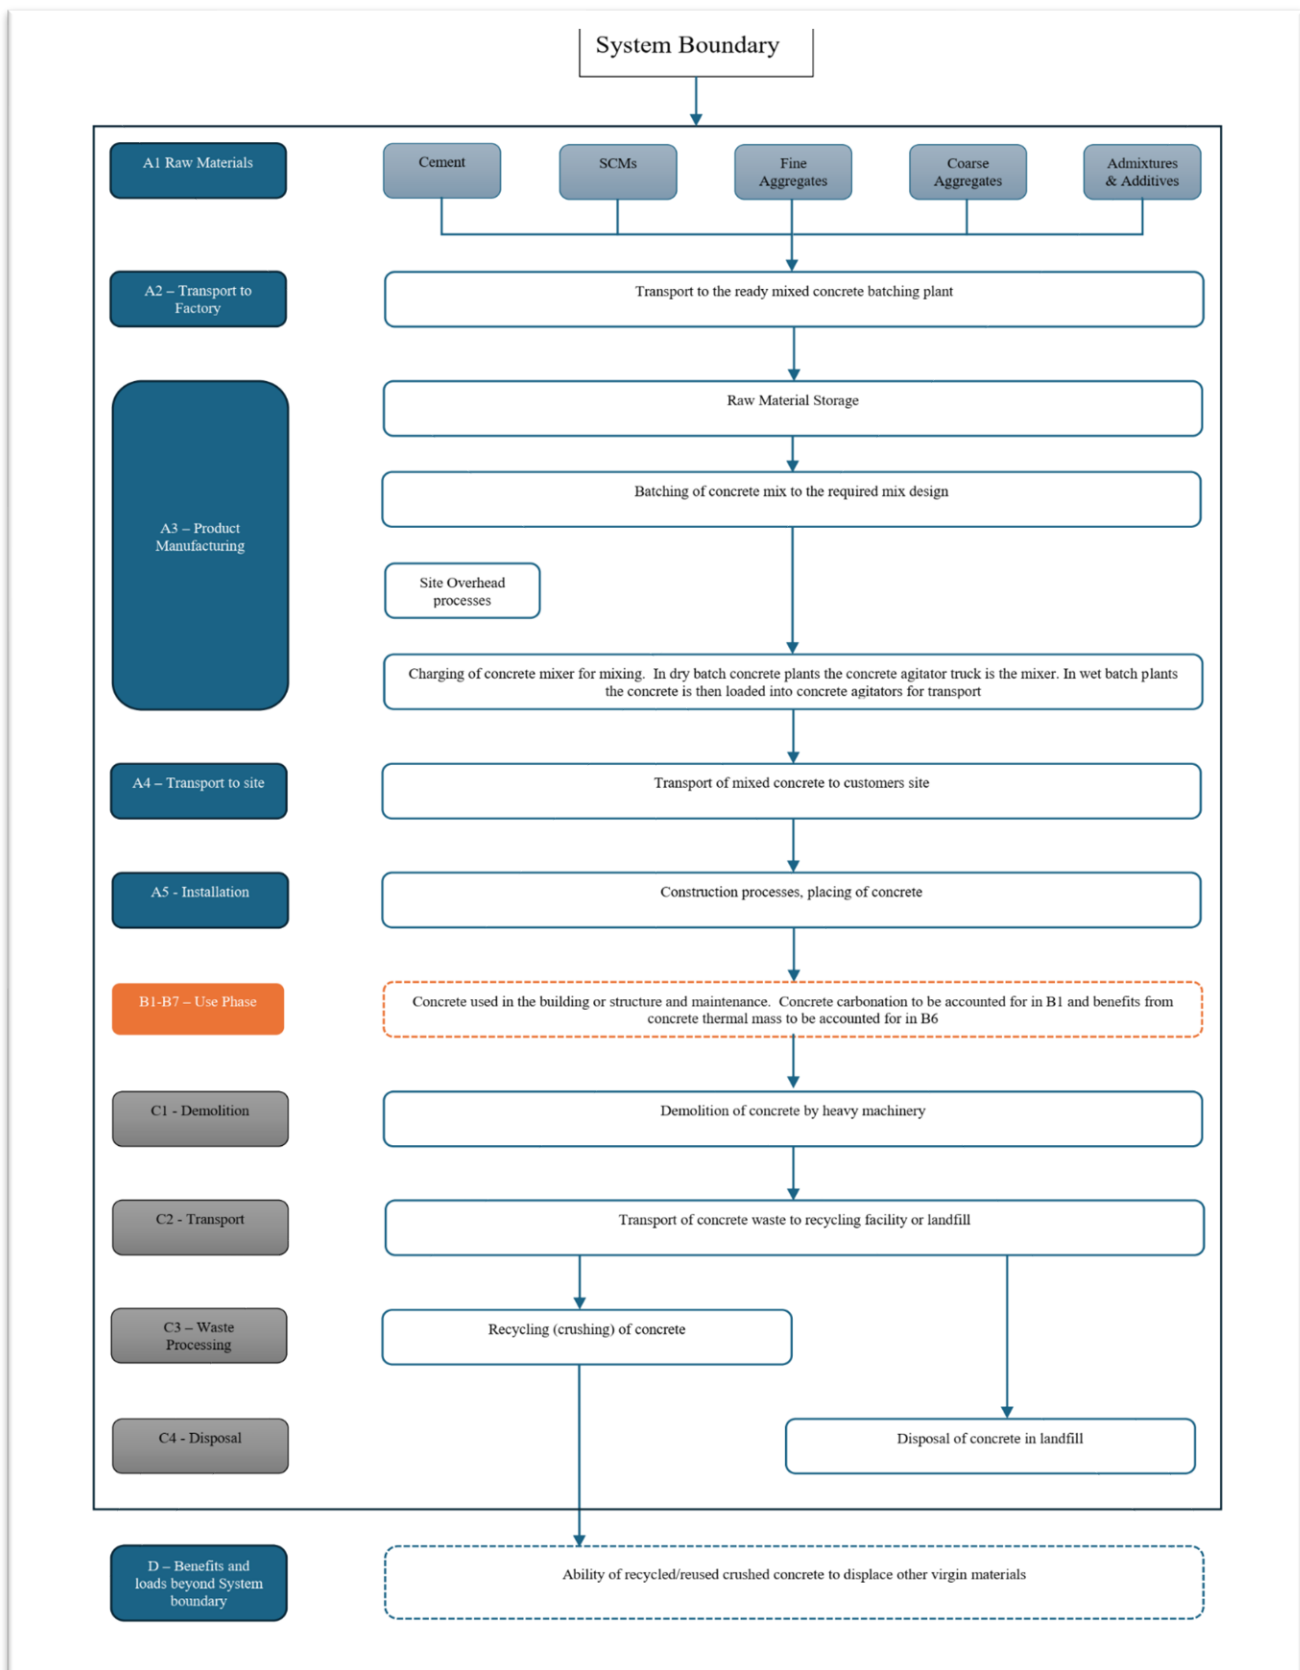 System Boundary
A1 Raw Materials
Cement
SCMs
Fine
Aggregates
Coarse
Aggregates
Admixtures
& Additives
A2 – Transport to
Factory
Transport to the ready mixed concrete batching plant
Raw Material Storage
Batching of concrete mix to the required mix design
A3 – Product
Manufacturing
Site Overhead
processes
Charging of concrete mixer for mixing.  In dry batch concrete plants the concrete agitator truck is the mixer. In wet batch plants
the concrete is then loaded into concrete agitators for transport
A4 – Transport to site
Transport of mixed concrete to customers site
A5 - Installation
Construction processes, placing of concrete
B1-B7 – Use Phase
Concrete used in the building or structure and maintenance.  Concrete carbonation to be accounted for in B1 and benefits from
concrete thermal mass to be accounted for in B6
C1 - Demolition
Demolition of concrete by heavy machinery
C2 - Transport
Transport of concrete waste to recycling facility or landfill
C3 – Waste
Processing
Recycling (crushing) of concrete
C4 - Disposal
Disposal of concrete in landfill
D – Benefits and
loads beyond System
boundary
Ability of recycled/reused crushed concrete to displace other virgin materials